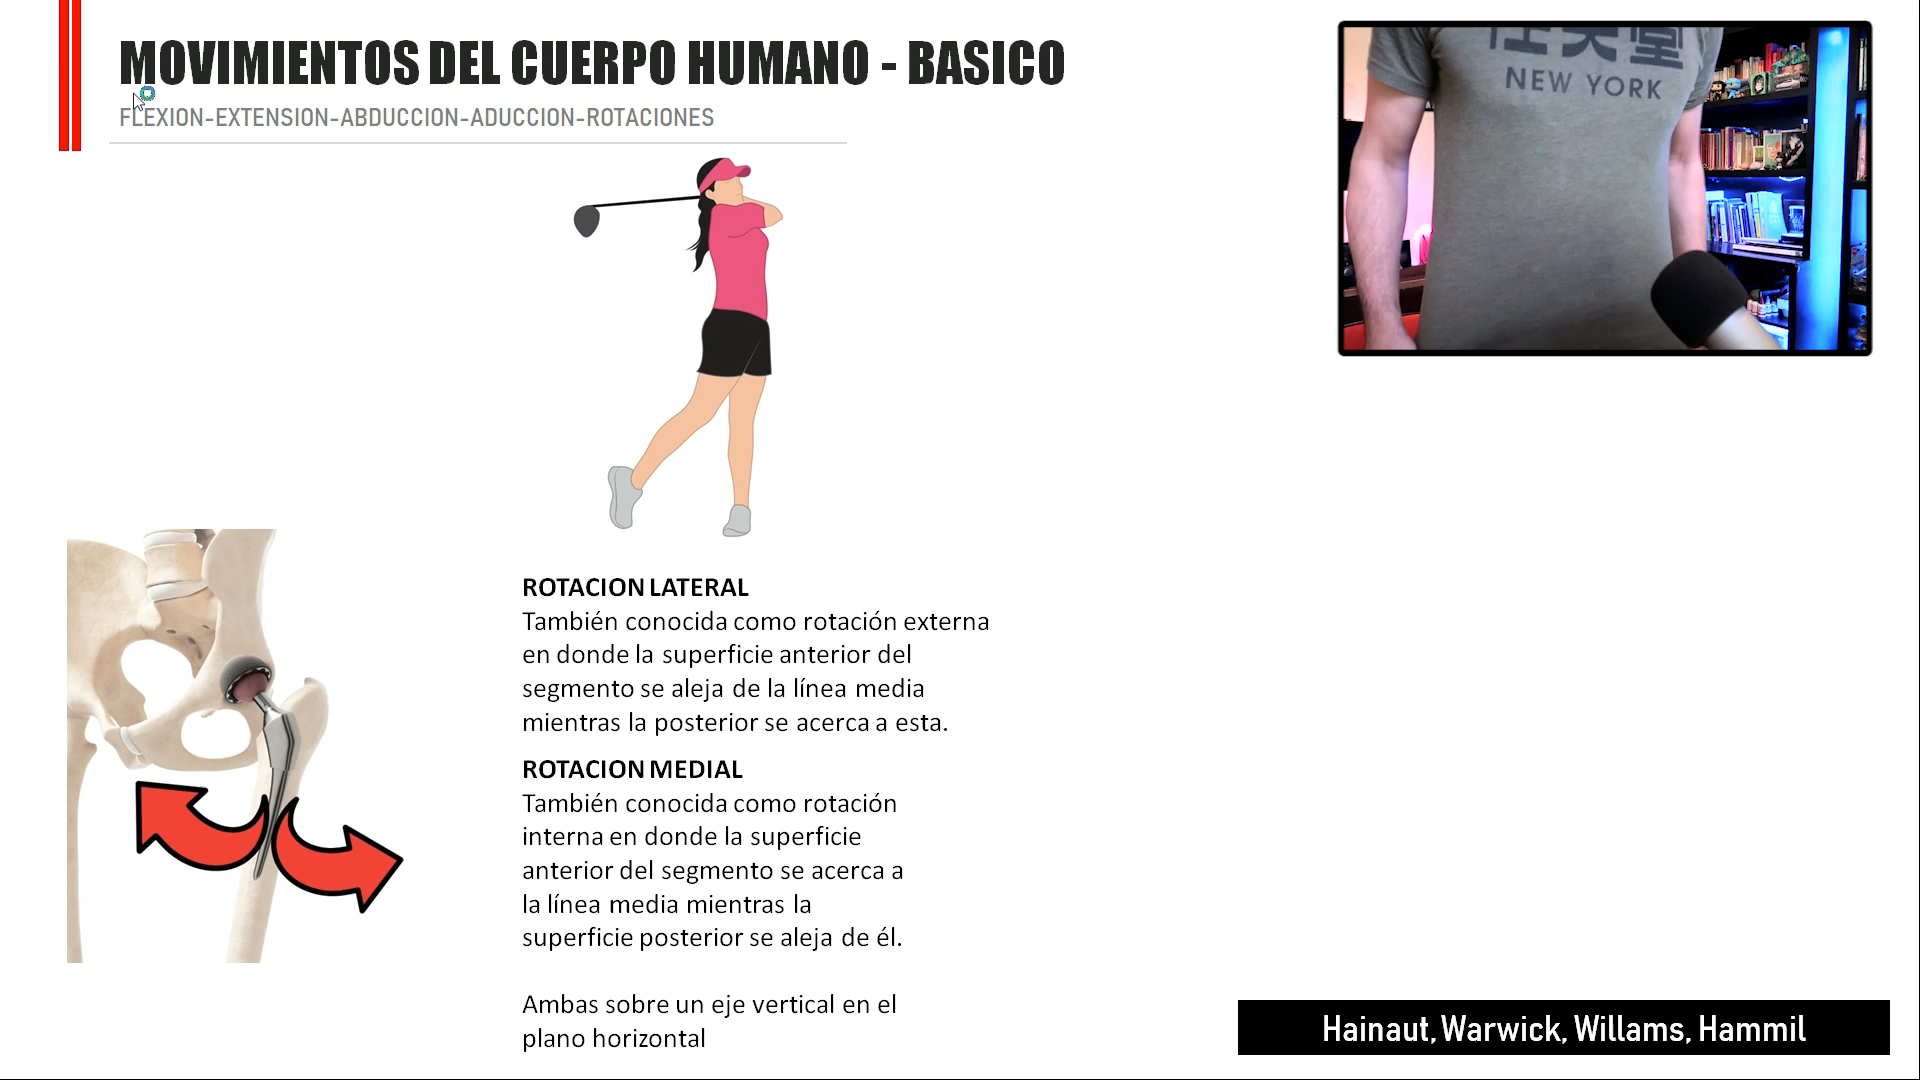 MOVIMIENTOS DEL CUERPO HUMANO - BASICO
FLEXION-EXTENSION-ABDUCCION-ADUCCION-ROTACIONES
NEW YORK
ROTACION LATERAL
También conocida como rotación externa
en donde la superficie anterior del
segmento se aleja de la línea media
mientras la posterior se acerca a esta.
ROTACION MEDIAL
También conocida como rotación
interna en donde la superficie
anterior del segmento se acerca a
la línea media mientras la
superficie posterior se aleja de él.
Ambas sobre un eje vertical en el
plano horizontal
Hainaut, Warwick, Willams, Hammil